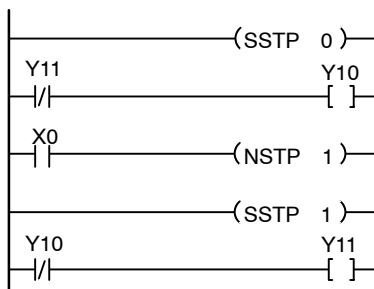 (SSTP 0)
Y11 Y10
X0
(NSTP 1)
(SSTP 1)
Y10 Y11